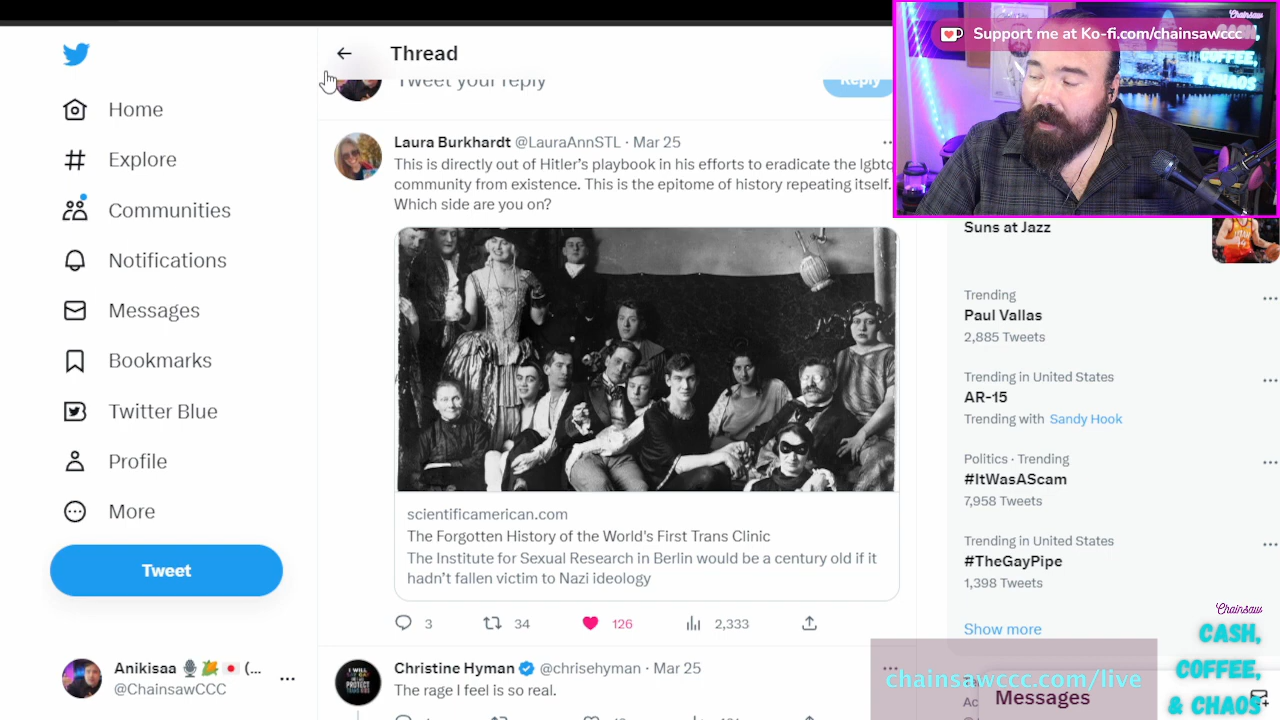 Thread
Tweet your reply
Reply
Home
Explore
Communities
Notifications
Messages
Bookmarks
Twitter Blue
Profile
More
Tweet
Anikisaa (...
@ChainsawCCC
Laura Burkhardt @LauraAnnSTL · Mar 25
This is directly out of Hitler's playbook in his efforts to eradicate the lgbtq
community from existence. This is the epitome of history repeating itself.
Which side are you on?
scientificamerican.com
The Forgotten History of the World's First Trans Clinic
The Institute for Sexual Research in Berlin would be a century old if it
hadn't fallen victim to Nazi ideology
3 34 126 2,333
Christine Hyman @chrisehyman · Mar 25
The rage I feel is so real.
Chainsaw
Support me at Ko-fi.com/chainsawccc
CASH,
COFFEE,
& CHAOS
Suns at Jazz
Trending
Paul Vallas
2,885 Tweets
Trending in United States
AR-15
Trending with Sandy Hook
Politics · Trending
#ItWasAScam
7,958 Tweets
Trending in United States
#TheGayPipe
1,398 Tweets
Show more
chainsawccc.com/live
Messages
Chainsaw
CASH,
COFFEE,
& CHAOS